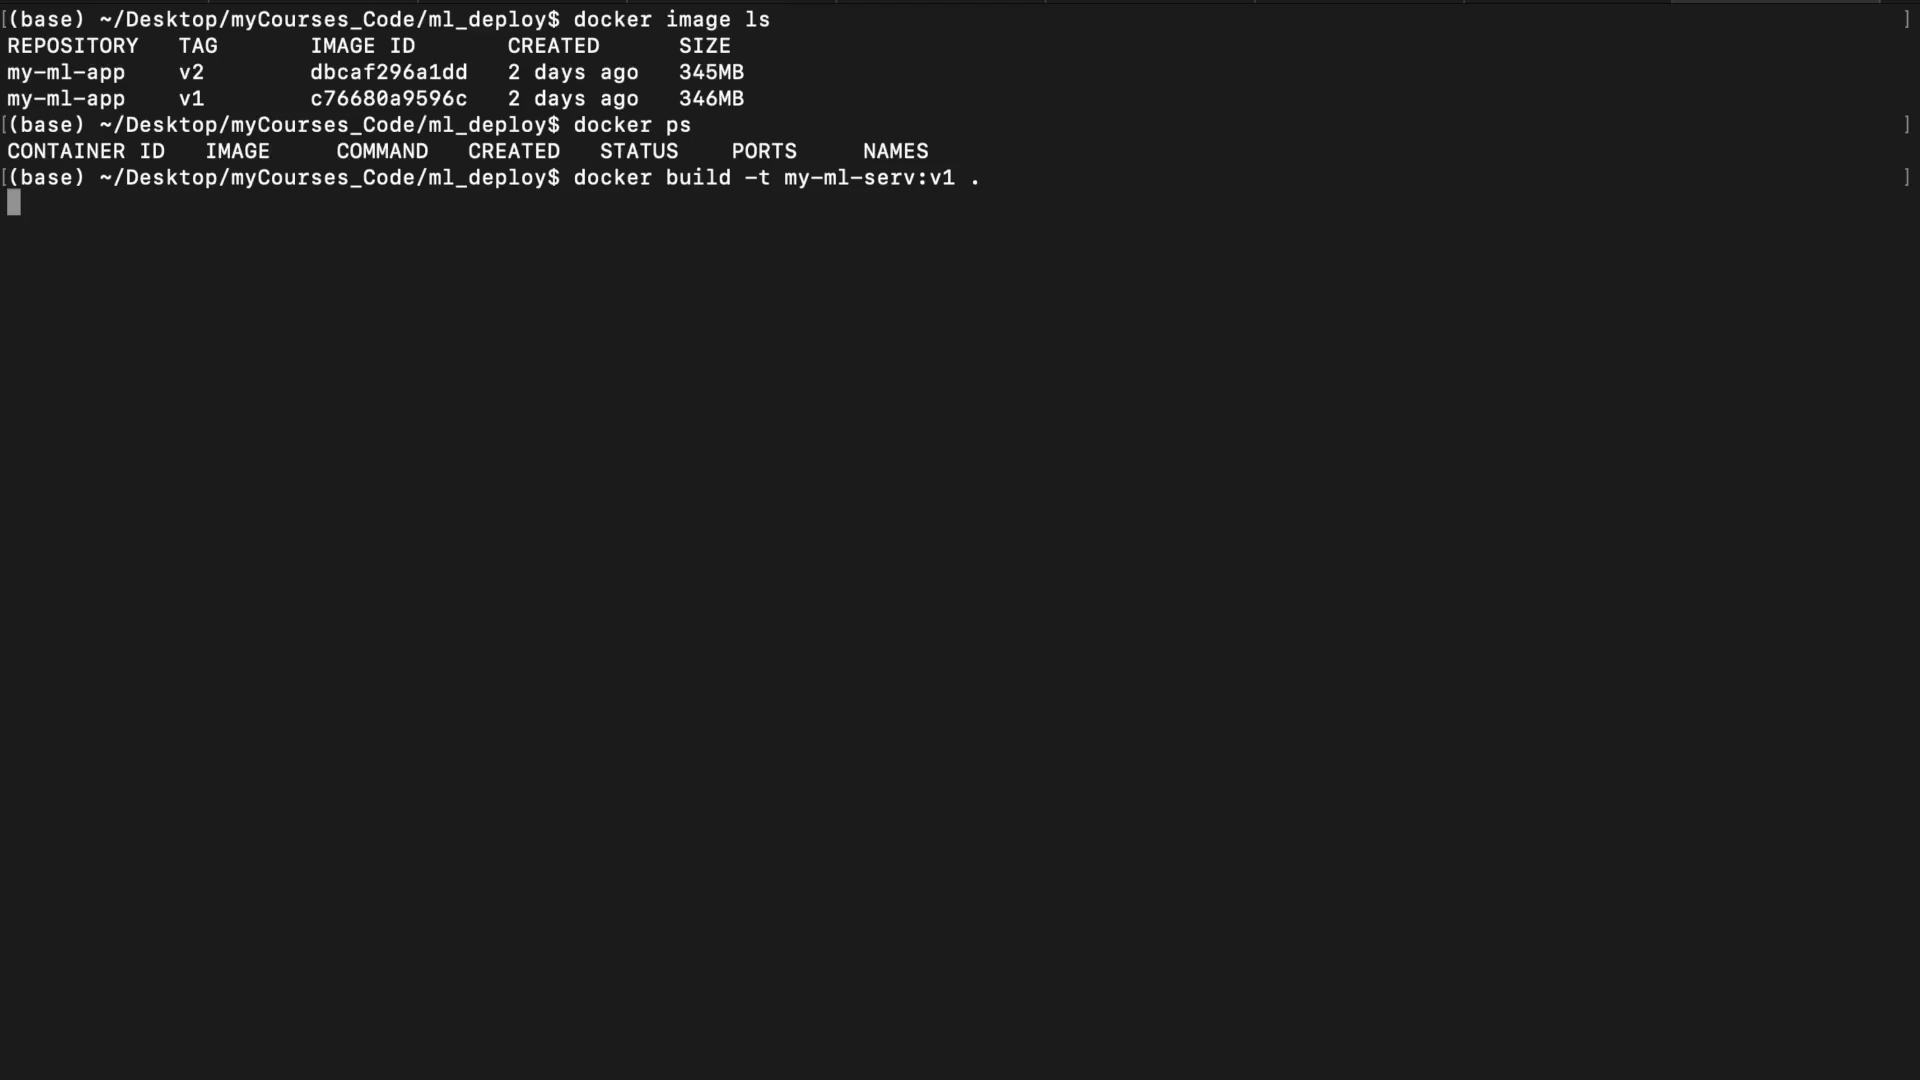 [(base) ~/Desktop/myCourses_Code/ml_deploy$ docker image ls ]
REPOSITORY TAG IMAGE ID CREATED SIZE
my-ml-app v2 dbcaf296a1dd 2 days ago 345MB
my-ml-app v1 c76680a9596c 2 days ago 346MB
[(base) ~/Desktop/myCourses_Code/ml_deploy$ docker ps ]
CONTAINER ID IMAGE COMMAND CREATED STATUS PORTS NAMES
[(base) ~/Desktop/myCourses_Code/ml_deploy$ docker build -t my-ml-serv:v1 . ]